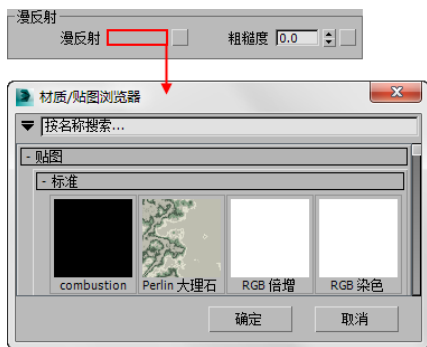 漫反射
漫反射 粗糙度 0.0
材质/贴图浏览器
按名称搜索...
- 贴图
- 标准
combustion Perlin 大理石 RGB 倍增 RGB 染色
确定 取消